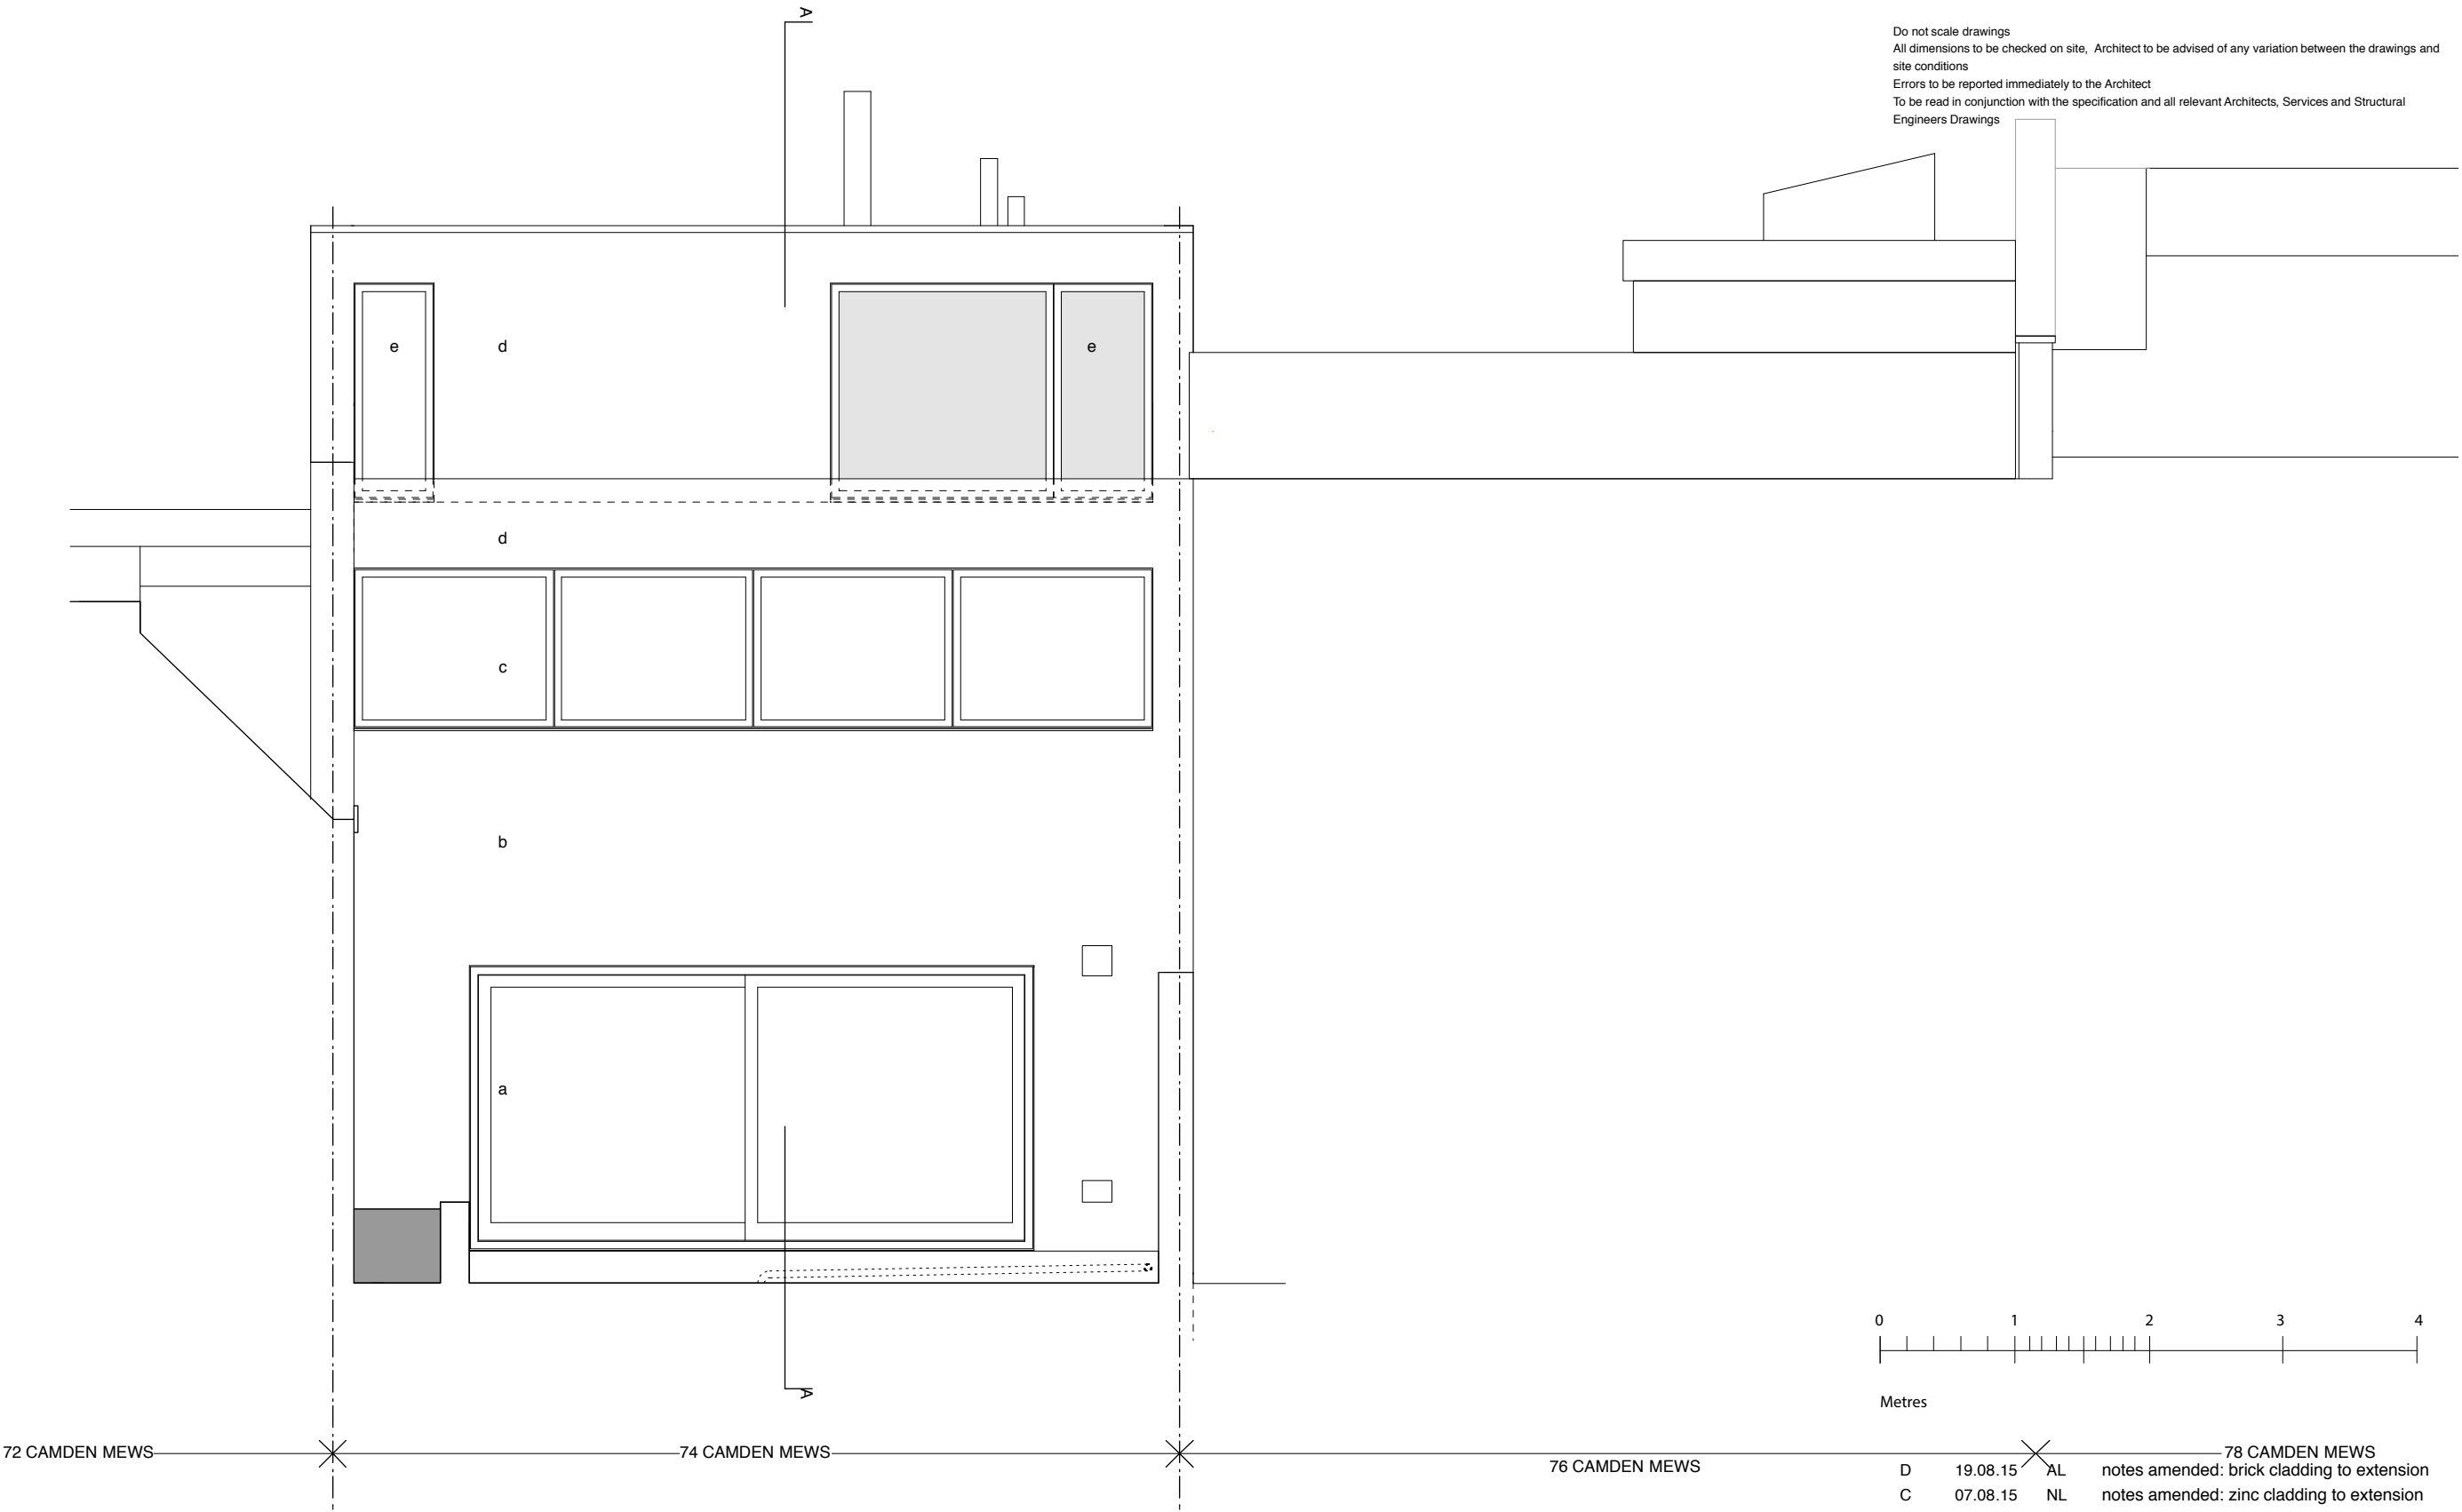 A
Do not scale drawings
All dimensions to be checked on site, Architect to be advised of any variation between the drawings and
site conditions
Errors to be reported immediately to the Architect
To be read in conjunction with the specification and all relevant Architects, Services and Structural
Engineers Drawings
e d e
d
c
b
a
0 1 2 3 4
A
Metres
72 CAMDEN MEWS 74 CAMDEN MEWS 78 CAMDEN MEWS
76 CAMDEN MEWS
D 19.08.15 AL notes amended: brick cladding to extension
C 07.08.15 NL notes amended: zinc cladding to extension